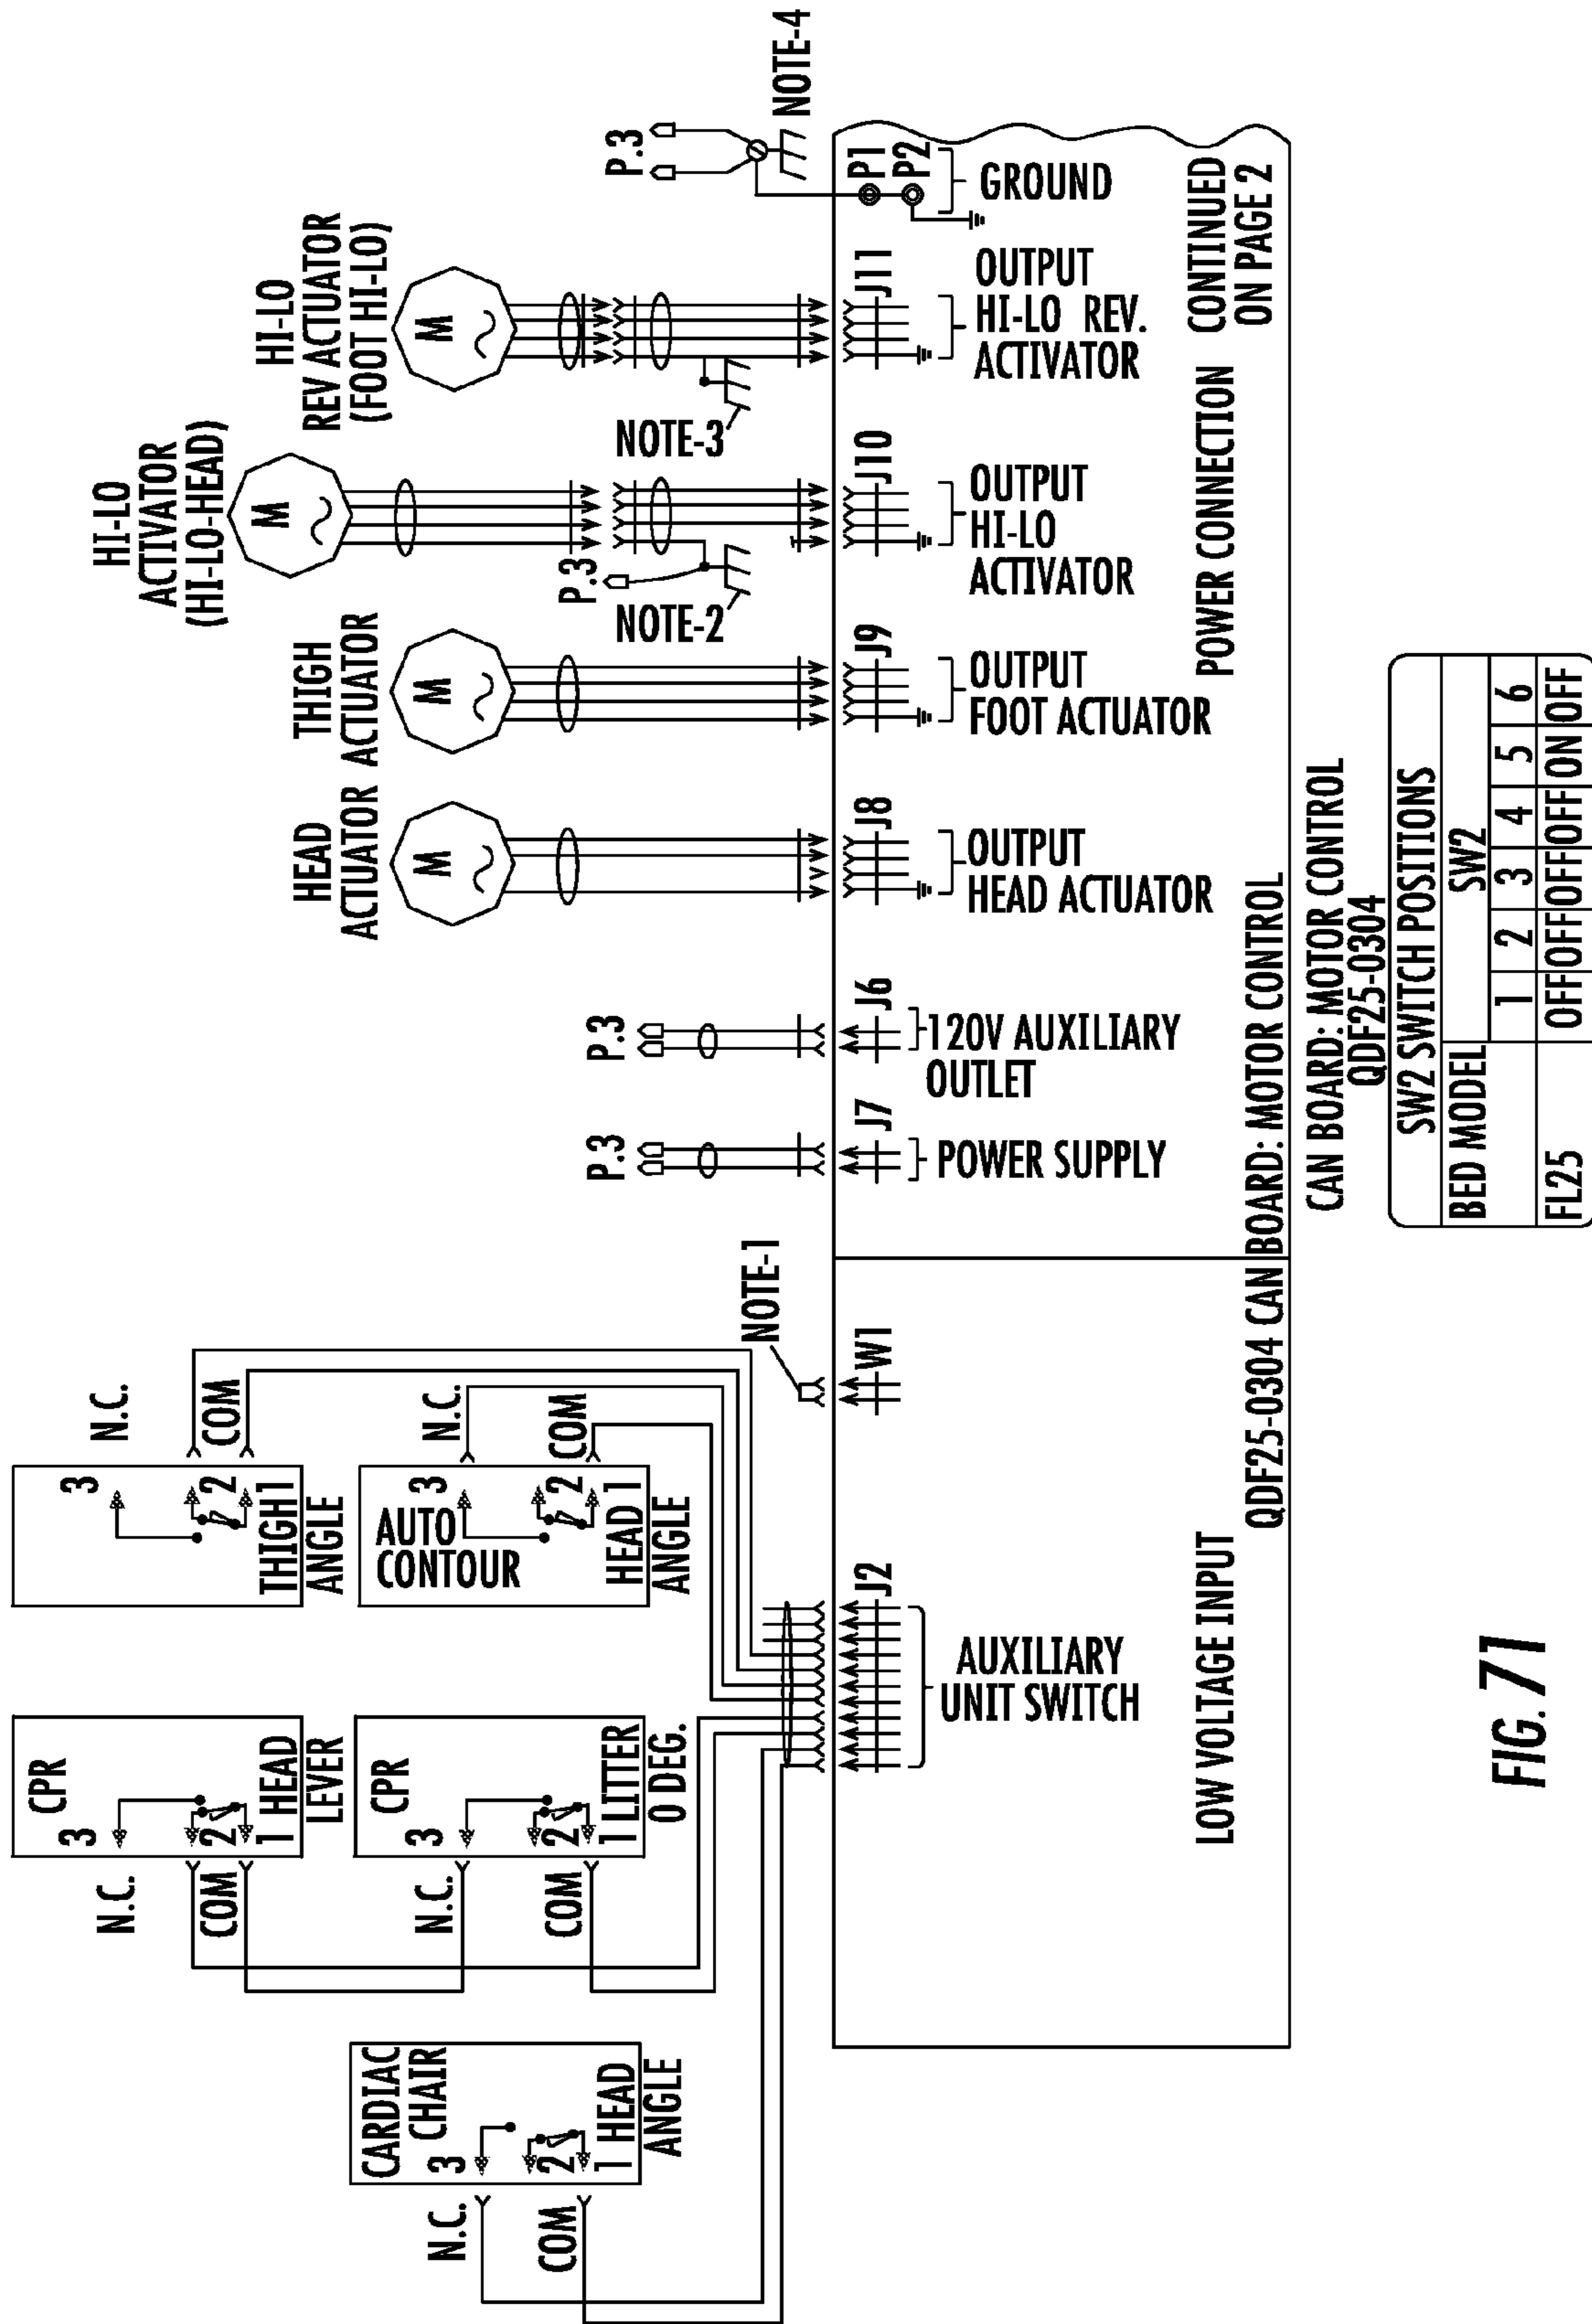 CARDIAC
CHAIR
3
2
1 HEAD
ANGLE
N.C.
COM
CPR
3
2
1 HEAD
LEVER
N.C.
COM
CPR
3
2
1 LITTER
0 DEG.
N.C.
COM
3
2
THIGH 1
ANGLE
N.C.
COM
AUTO
CONTOUR
3
2
HEAD 1
ANGLE
N.C.
COM
NOTE-1
P.3
P.3
HEAD
ACTUATOR
M
THIGH
ACTUATOR
M
HI-LO
ACTIVATOR
(HI-LO-HEAD)
M
P.3
NOTE-2
HI-LO
REV ACTUATOR
(FOOT HI-LO)
M
NOTE-3
P.3
NOTE-4
J2
AUXILIARY
UNIT SWITCH
W1
J7
POWER SUPPLY
J6
120V AUXILIARY
OUTLET
J8
OUTPUT
HEAD ACTUATOR
J9
OUTPUT
FOOT ACTUATOR
J10
OUTPUT
HI-LO
ACTIVATOR
J11
OUTPUT
HI-LO REV.
ACTIVATOR
P1
P2
GROUND
LOW VOLTAGE INPUT
POWER CONNECTION
CONTINUED
ON PAGE 2
QDF25-0304 CAN BOARD: MOTOR CONTROL
CAN BOARD: MOTOR CONTROL
QDF25-0304
SW2 SWITCH POSITIONS
BED MODEL SW2
1 2 3 4 5 6
FL25 OFF OFF OFF OFF ON OFF
FIG. 71